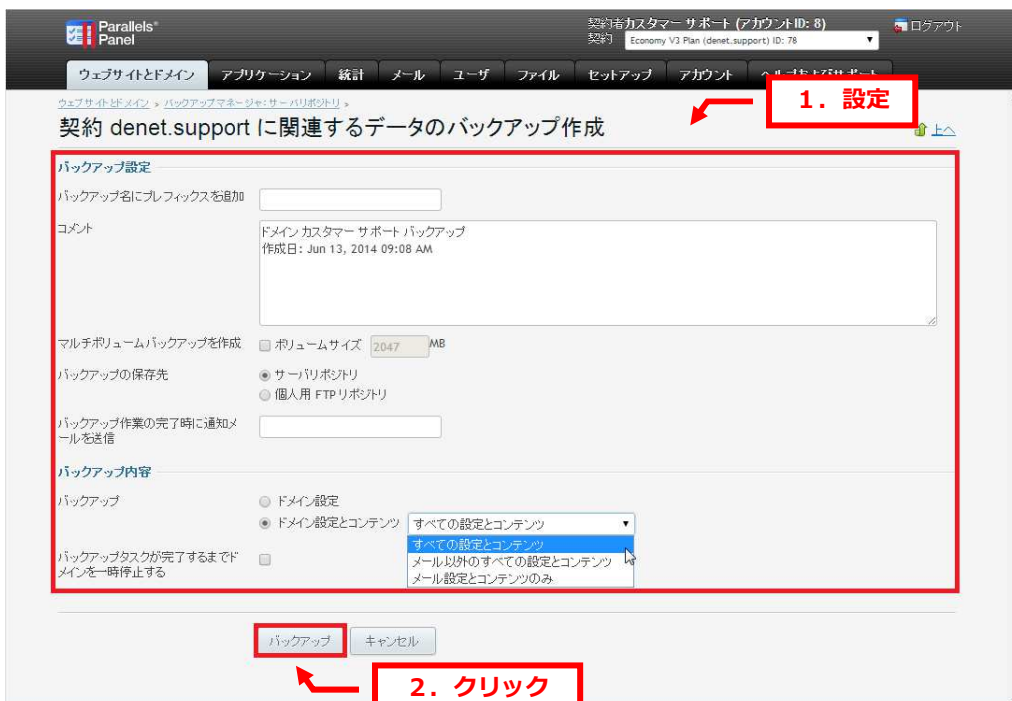 Parallels®
Panel
契約者カスタマー サポート (アカウントID: 8)
契約 Economy V3 Plan (denet.support) ID: 78
ログアウト
ウェブサイトとドメイン アプリケーション 統計 メール ユーザ ファイル セットアップ アカウント ヘルプおよびサポート
ウェブサイトとドメイン > バックアップマネージャ: サーバリポジトリ >
1. 設定
契約 denet.support に関連するデータのバックアップ作成
上へ
バックアップ設定
バックアップ名にプレフィックスを追加
コメント
ドメイン カスタマー サポート バックアップ
作成日: Jun 13, 2014 09:08 AM
マルチボリュームバックアップを作成 ボリュームサイズ 2047 MB
バックアップの保存先 サーバリポジトリ
個人用 FTP リポジトリ
バックアップ作業の完了時に通知メ
ールを送信
バックアップ内容
バックアップ ドメイン設定
ドメイン設定とコンテンツ すべての設定とコンテンツ
すべての設定とコンテンツ
メール以外のすべての設定とコンテンツ
メール設定とコンテンツのみ
バックアップタスクが完了するまでド
メインを一時停止する
バックアップ キャンセル
2. クリック